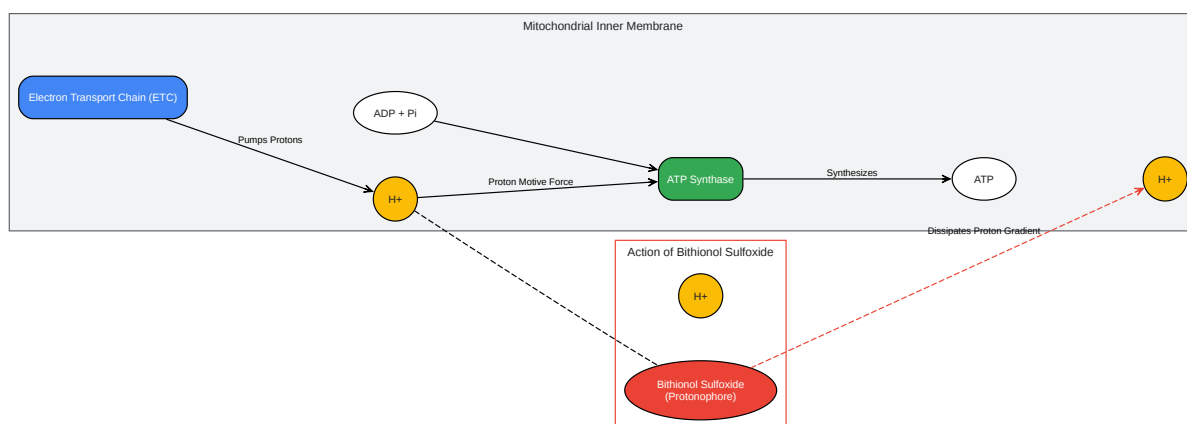 Mitochondrial Inner Membrane
Electron Transport Chain (ETC)
ADP + Pi
Pumps Protons
H+
Proton Motive Force
ATP Synthase
Synthesizes
ATP
H+
Dissipates Proton Gradient
Action of Bithionol Sulfoxide
H+
Bithionol Sulfoxide
(Protonophore)